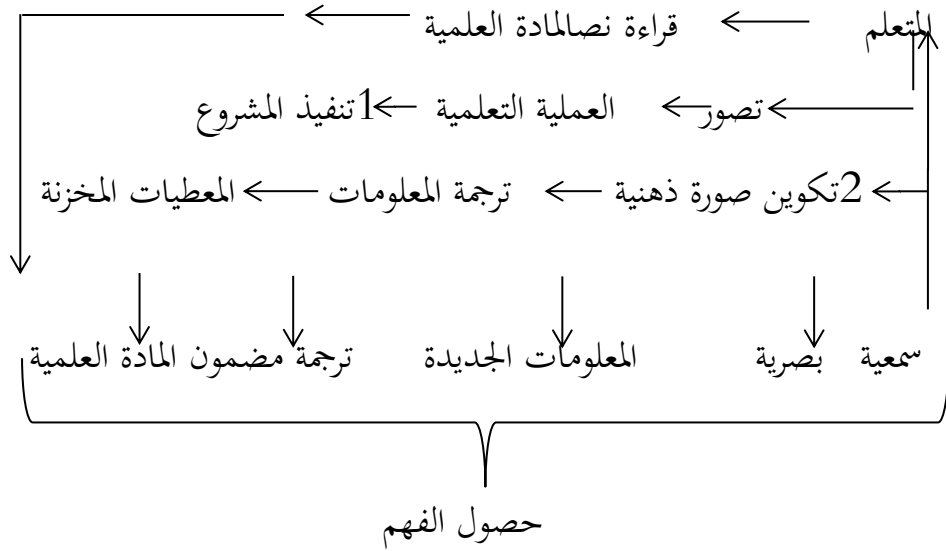 المتعلم قراءة نصالمادة العلمية
تصور العملية التعلمية 1تنفيذ المشروع
2تكوين صورة ذهنية ترجمة المعلومات المعطيات المخزنة
سمعية بصرية المعلومات الجديدة ترجمة مضمون المادة العلمية
حصول الفهم